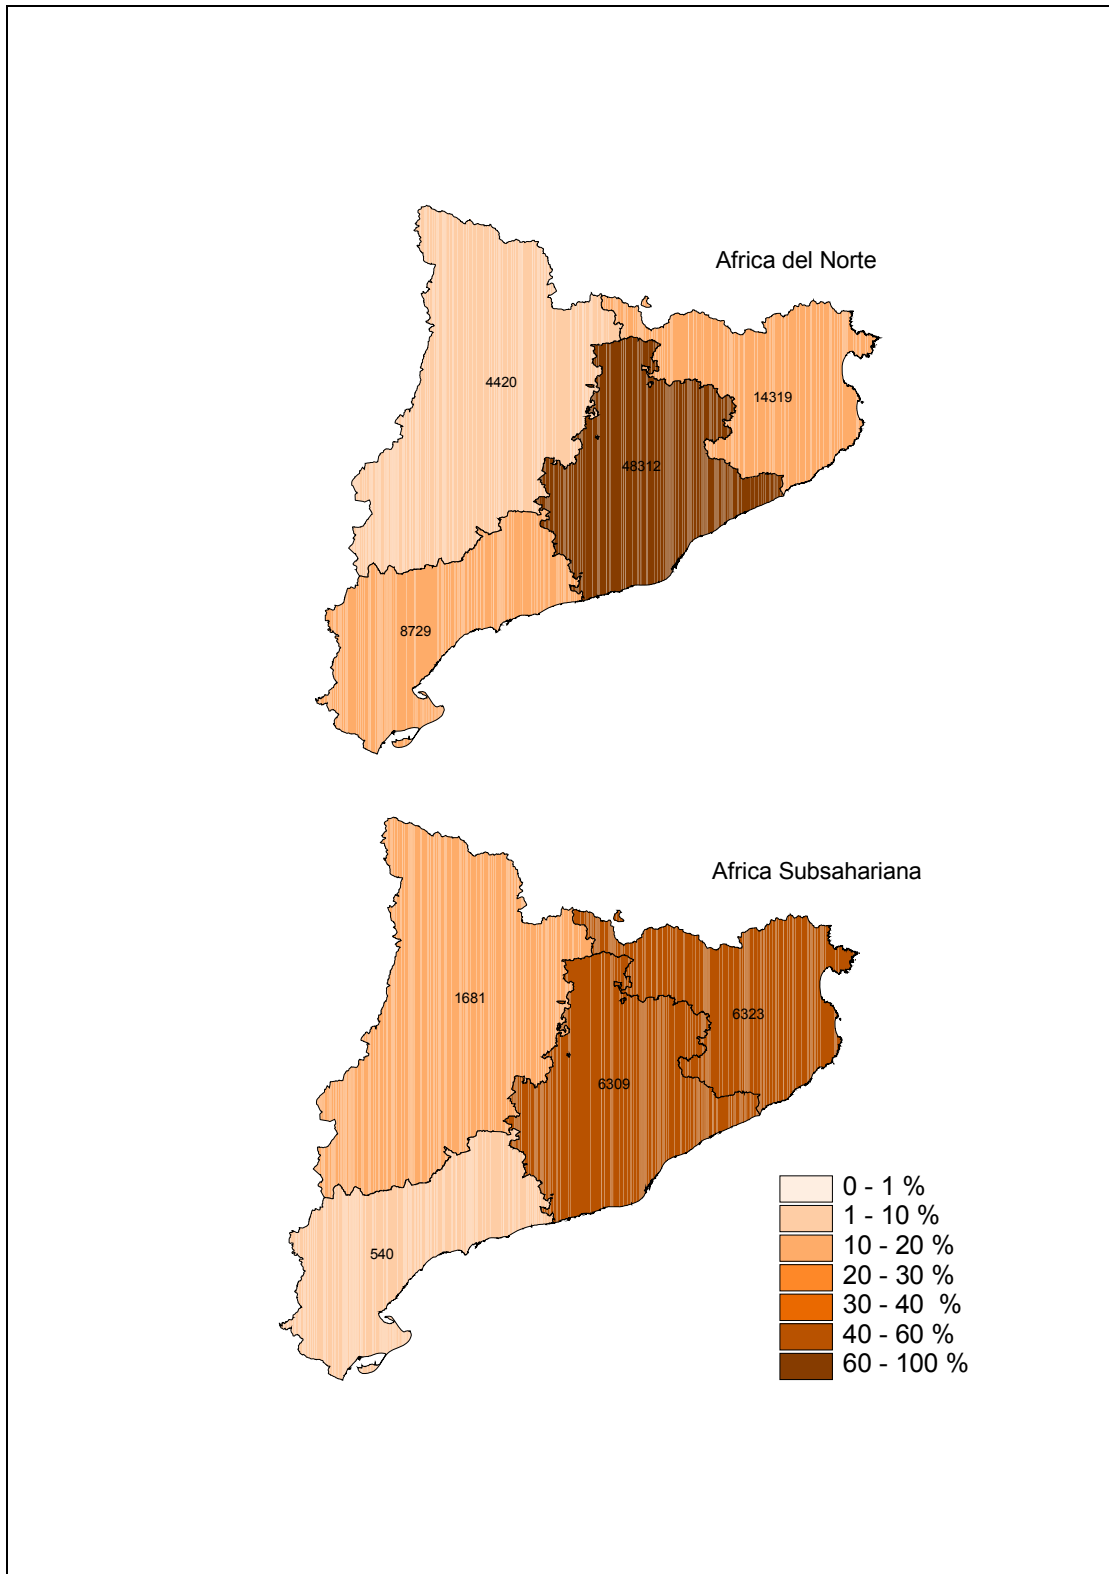 Africa del Norte
4420
14319
48312
8729
Africa Subsahariana
1681
6323
6309
540
0 - 1 %
1 - 10 %
10 - 20 %
20 - 30 %
30 - 40 %
40 - 60 %
60 - 100 %